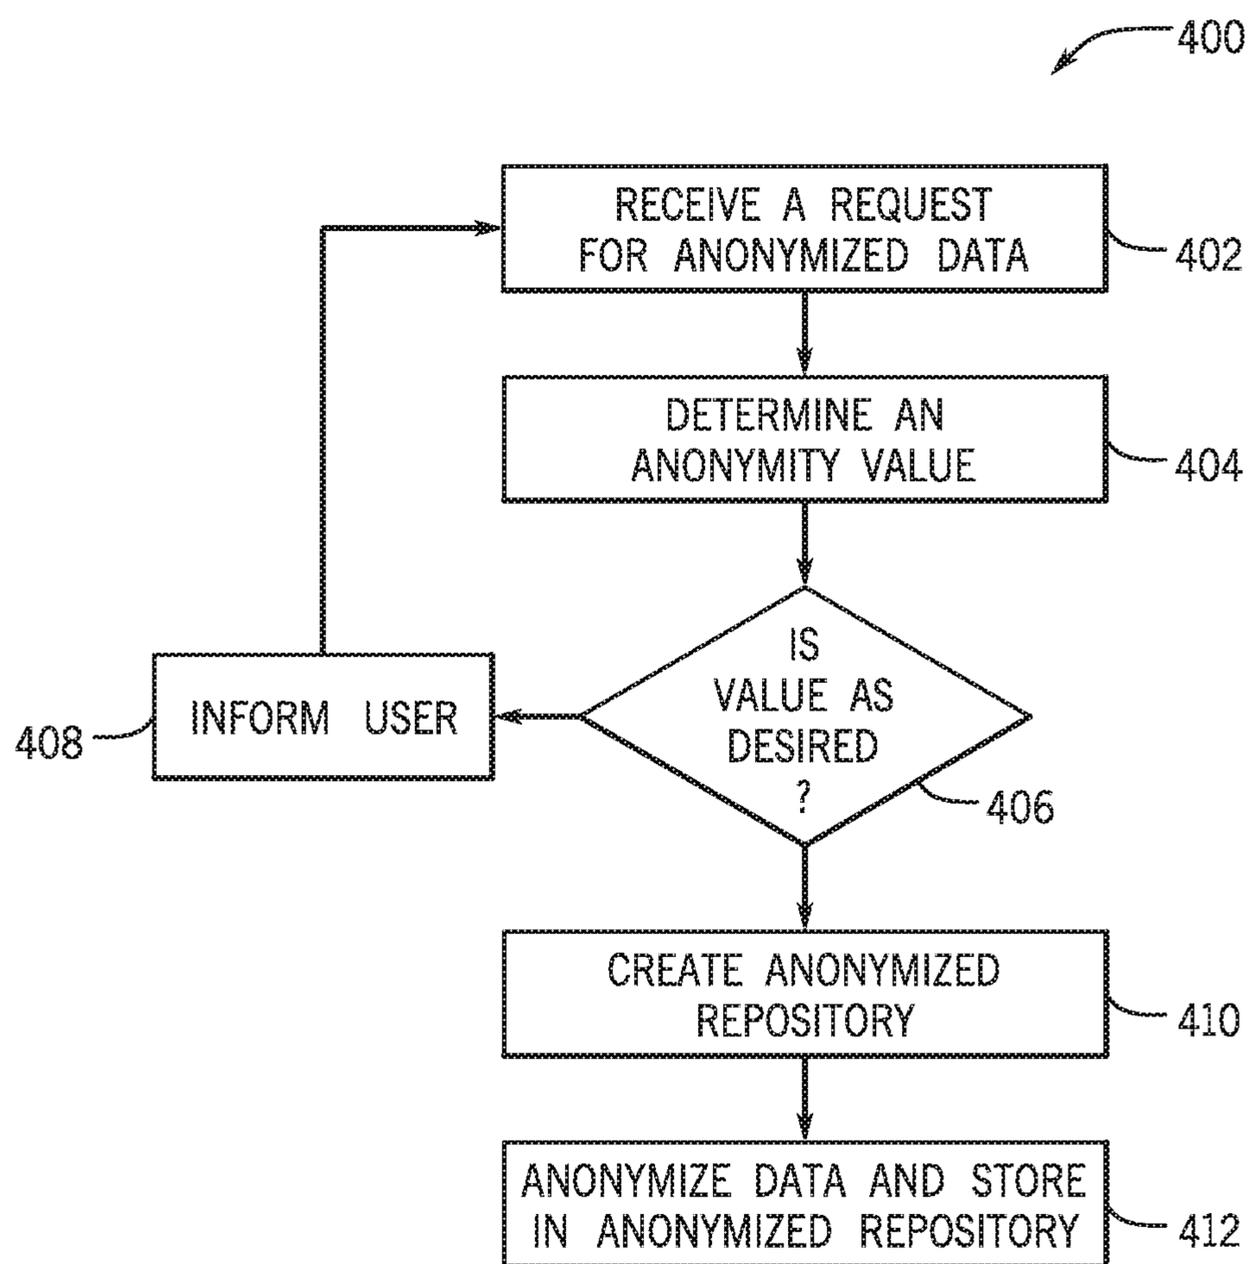 400
RECEIVE A REQUEST
FOR ANONYMIZED DATA
402
DETERMINE AN
ANONYMITY VALUE
404
IS
VALUE AS
DESIRED
?
406
INFORM USER
408
CREATE ANONYMIZED
REPOSITORY
410
ANONYMIZE DATA AND STORE
IN ANONYMIZED REPOSITORY
412